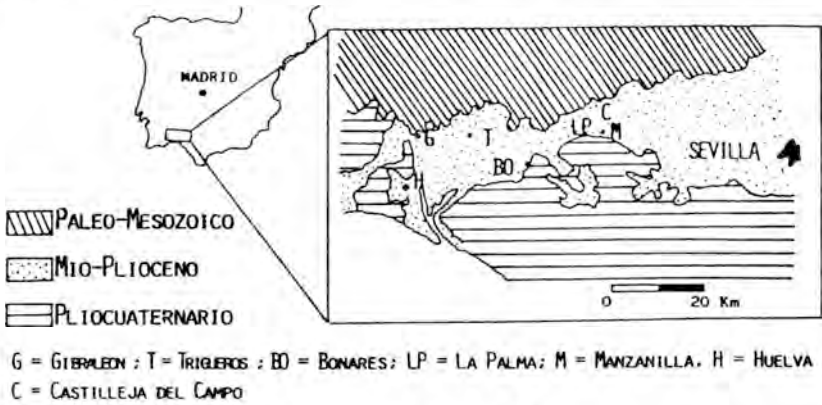 MADRID
C
G
T
LP
M
BO
SEVILLA
H
PALEO-MESOZOICO
MIO-PLIOCENO
PLIOCUATERNARIO
0 20 KM
G = GIBRALEON ; T = TRIGUEROS ; BO = BONARES; LP = LA PALMA; M = MANZANILLA. H = HUELVA
C = CASTILLEJA DEL CAMPO